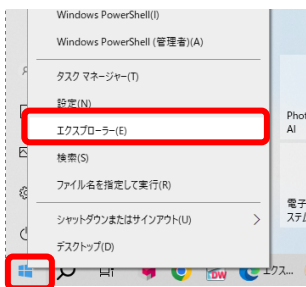 Windows PowerShell(I)
Windows PowerShell (管理者)(A)
タスク マネージャー(T)
設定(N)
エクスプローラー(E)
検索(S)
ファイル名を指定して実行(R)
シャットダウンまたはサインアウト(U)
デスクトップ(D)
Phot
AI
電子
ステム
クス...